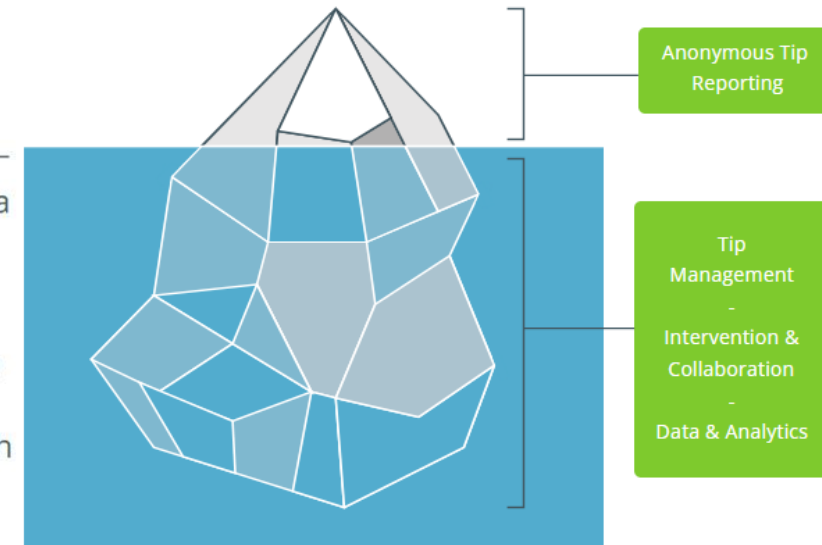 Anonymous Tip
Reporting
–
a
n
Tip
Management
-
Intervention &
Collaboration
-
Data & Analytics